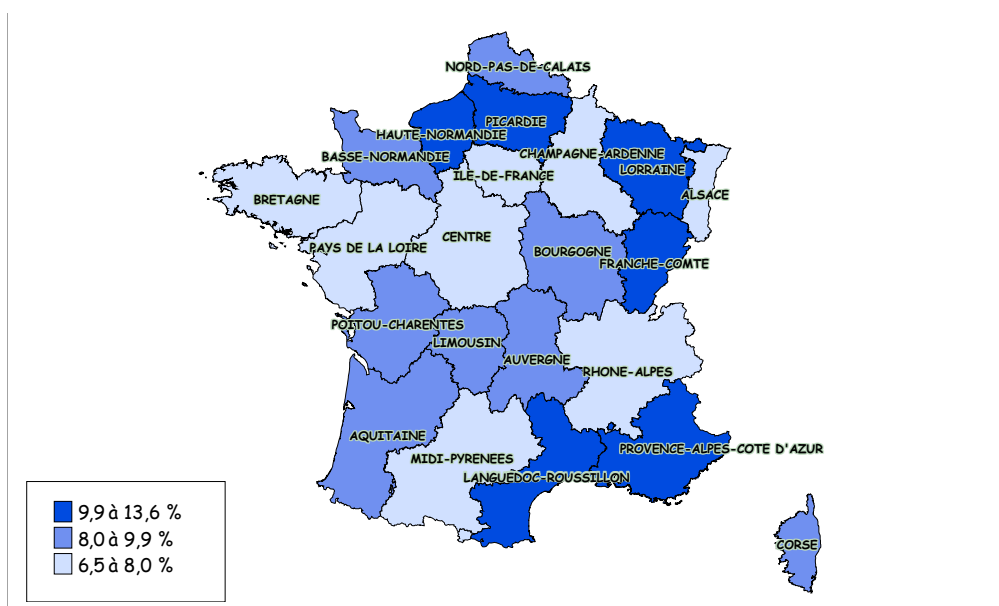 NORD-PAS-DE-CALAIS
PICARDIE
HAUTE-NORMANDIE
BASSE-NORMANDIE
CHAMPAGNE-ARDENNE
LORRAINE
ILE-DE-FRANCE
ALSACE
BRETAGNE
CENTRE
PAYS DE LA LOIRE
BOURGOGNE
FRANCHE-COMTE
POITOU-CHARENTES
LIMOUSIN
AUVERGNE
RHONE-ALPES
AQUITAINE
PROVENCE-ALPES-COTE D'AZUR
MIDI-PYRENEES
LANGUEDOC-ROUSSILLON
CORSE
9,9 à 13,6 %
8,0 à 9,9 %
6,5 à 8,0 %